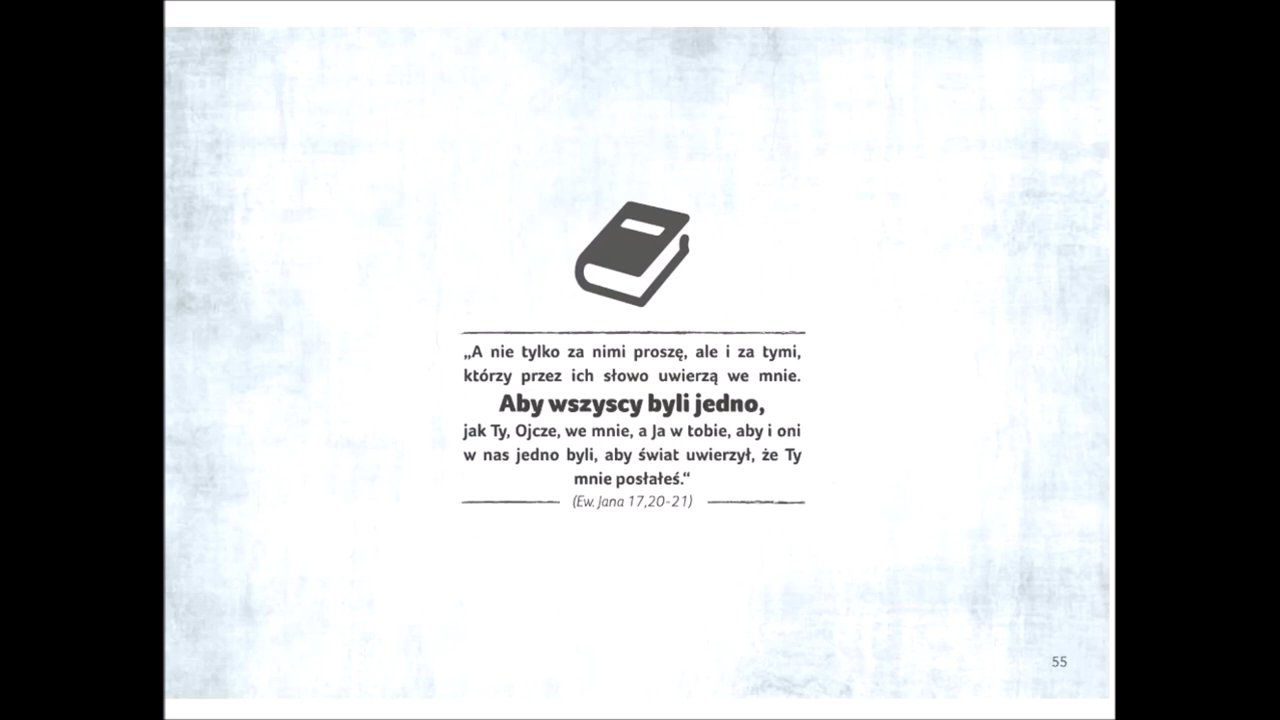 „A nie tylko za nimi proszę, ale i za tymi,
którzy przez ich słowo uwierzą we mnie.
Aby wszyscy byli jedno,
jak Ty, Ojcze, we mnie, a Ja w tobie, aby i oni
w nas jedno byli, aby świat uwierzył, że Ty
mnie posłałeś.“
(Ew. Jana 17,20-21)
55